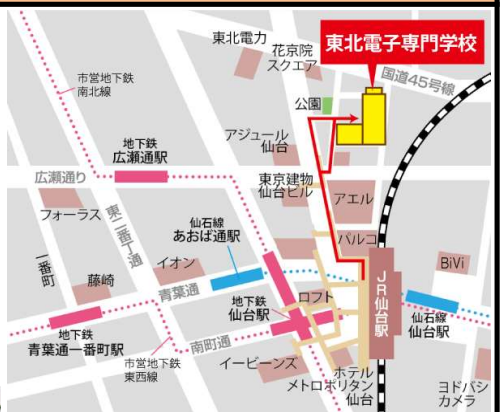 東北電子専門学校
東北電力
花京院
スクエア
国道45号線
市営地下鉄
南北線
公園
アジュール
仙台
地下鉄
広瀬通駅
広瀬通り
東京建物
仙台ビル
アエル
フォーラス
東二番丁通
仙石線
あおば通駅
パルコ
一番町
藤崎
イオン
青葉通
地下鉄
仙台駅
ロフト
JR仙台駅
BiVi
仙石線
仙台駅
地下鉄
青葉通一番町駅
南町通
市営地下鉄
東西線
イービーンズ
ホテル
メトロポリタン
仙台
ヨドバシ
カメラ